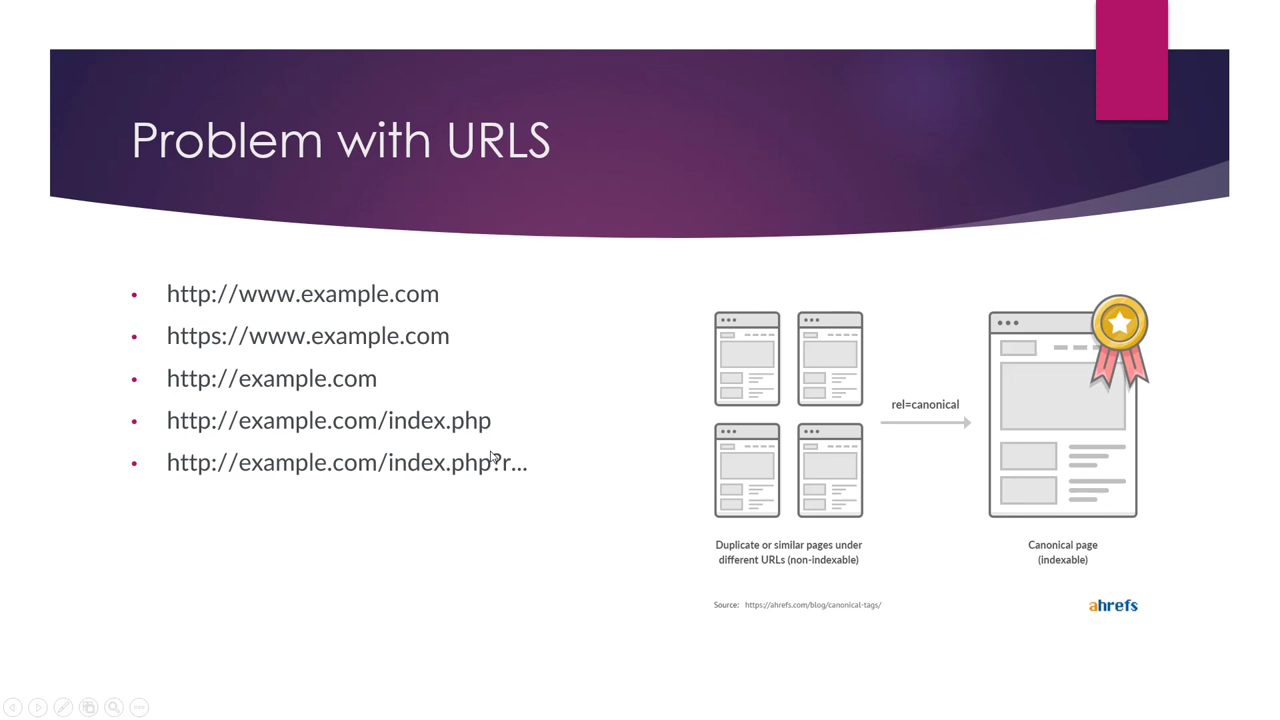 Problem with URLS
• http://www.example.com
• https://www.example.com
• http://example.com
• http://example.com/index.php
• http://example.com/index.php?r...
rel=canonical
Duplicate or similar pages under
different URLs (non-indexable)
Canonical page
(indexable)
Source: https://ahrefs.com/blog/canonical-tags/
ahrefs